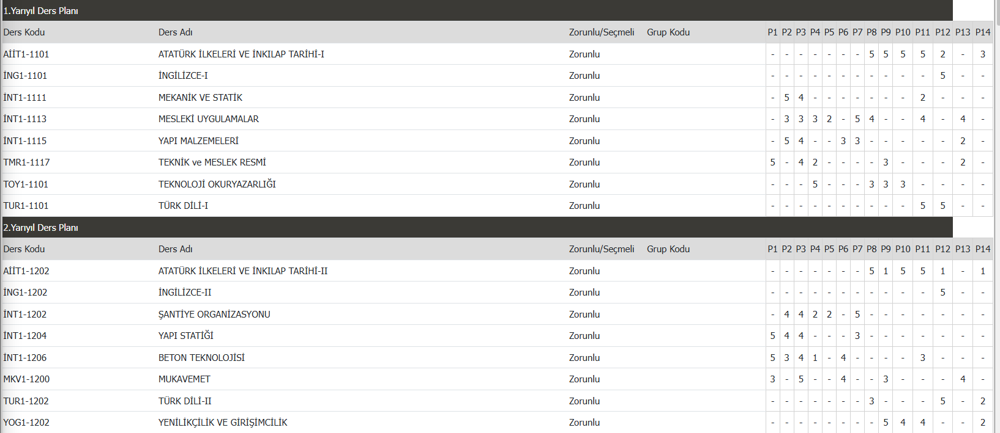 1.Yarıyıl Ders Planı
Ders Kodu Ders Adı Zorunlu/Seçmeli Grup Kodu P1 P2 P3 P4 P5 P6 P7 P8 P9 P10 P11 P12 P13 P14
AİİT1-1101 ATATÜRK İLKELERİ VE İNKILAP TARİHİ-I Zorunlu - - - - - - - 5 5 5 5 2 - 3
İNG1-1101 İNGİLİZCE-I Zorunlu - - - - - - - - - - - 5 - -
İNT1-1111 MEKANİK VE STATİK Zorunlu - 5 4 - - - - - - - 2 - - -
İNT1-1113 MESLEKİ UYGULAMALAR Zorunlu - 3 3 3 2 - 5 4 - - 4 - 4 -
İNT1-1115 YAPI MALZEMELERİ Zorunlu - 5 4 - - 3 3 - - - - - 2 -
TMR1-1117 TEKNİK ve MESLEK RESMİ Zorunlu 5 - 4 2 - - - - 3 - - - 2 -
TOY1-1101 TEKNOLOJİ OKURYAZARLIĞI Zorunlu - - - 5 - - - 3 3 3 - - - -
TUR1-1101 TÜRK DİLİ-I Zorunlu - - - - - - - - - - 5 5 - -
2.Yarıyıl Ders Planı
Ders Kodu Ders Adı Zorunlu/Seçmeli Grup Kodu P1 P2 P3 P4 P5 P6 P7 P8 P9 P10 P11 P12 P13 P14
AİİT1-1202 ATATÜRK İLKELERİ VE İNKILAP TARİHİ-II Zorunlu - - - - - - - 5 1 5 5 1 - 1
İNG1-1202 İNGİLİZCE-II Zorunlu - - - - - - - - - - - 5 - -
İNT1-1202 ŞANTİYE ORGANİZASYONU Zorunlu - 4 4 2 2 - 5 - - - - - - -
İNT1-1204 YAPI STATİĞİ Zorunlu 5 4 4 - - - 3 - - - - - - -
İNT1-1206 BETON TEKNOLOJİSİ Zorunlu 5 3 4 1 - 4 - - - - 3 - - -
MKV1-1200 MUKAVEMET Zorunlu 3 - 5 - - 4 - - 3 - - - 4 -
TUR1-1202 TÜRK DİLİ-II Zorunlu - - - - - - - 3 - - - 5 - 2
YOG1-1202 YENİLİKÇİLİK VE GİRİŞİMCİLİK Zorunlu - - - - - - - - 5 4 4 - - 2